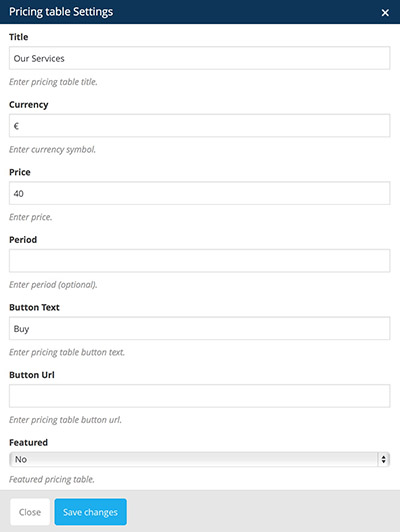 Pricing table Settings ×
Title
Our Services
Enter pricing table title.
Currency
€
Enter currency symbol.
Price
40
Enter price.
Period
Enter period (optional).
Button Text
Buy
Enter pricing table button text.
Button Url
Enter pricing table button url.
Featured
No
Featured pricing table.
Close Save changes